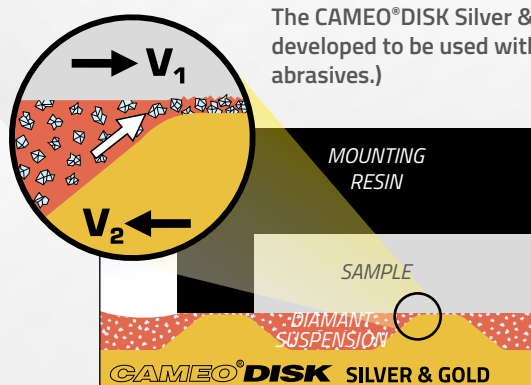 The CAMEO®DISK Silver &
developed to be used with
abrasives.)
V1
V2
MOUNTING
RESIN
SAMPLE
DIAMANT-
SUSPENSION
CAMEO®DISK SILVER & GOLD